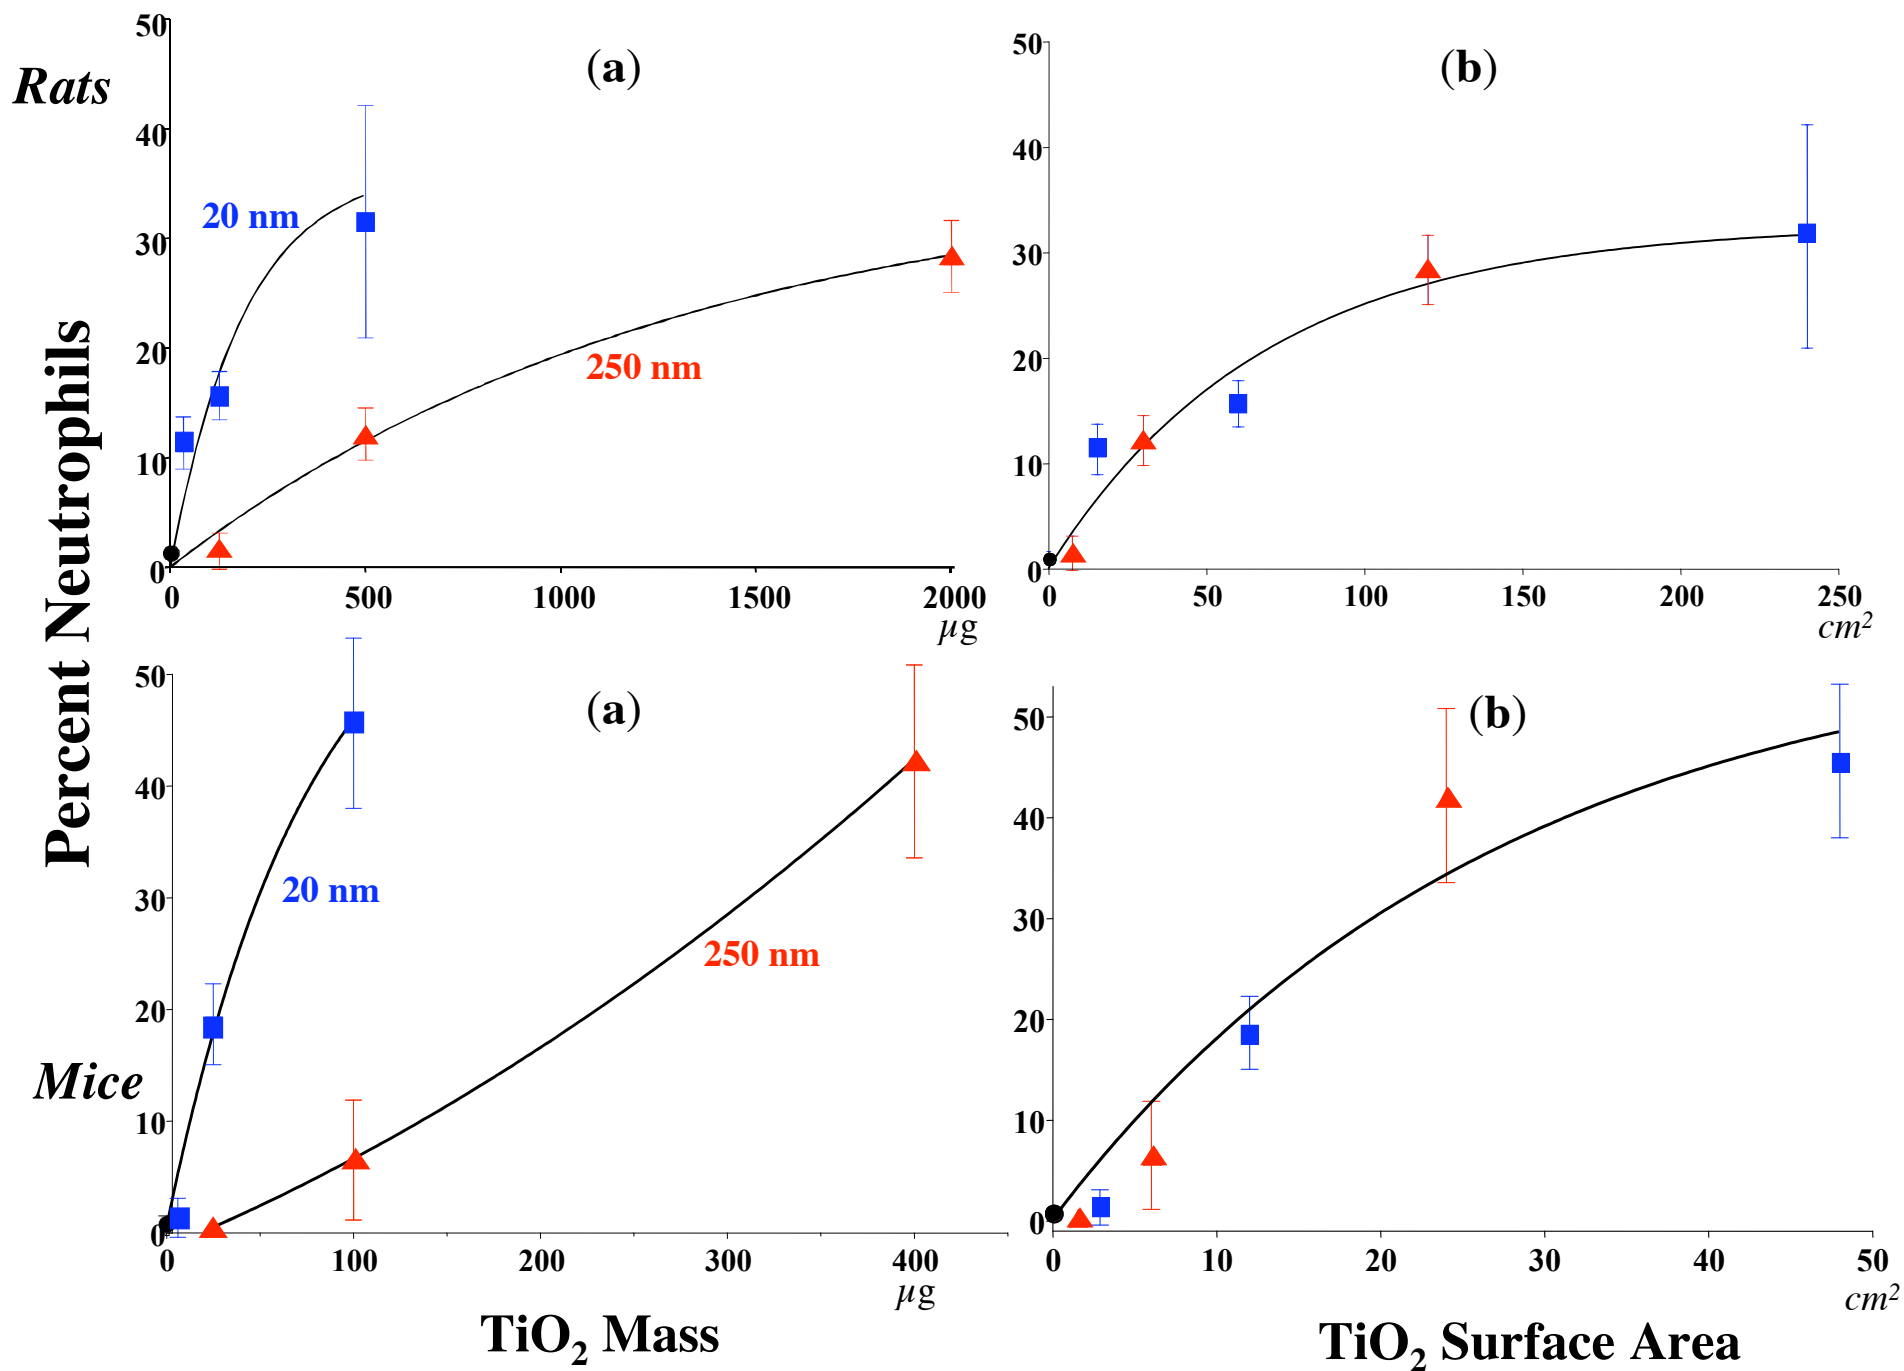 Rats
Percent Neutrophils
(a)
50
40
30
20
10
0
20 nm
250 nm
0 500 1000 1500 2000
µg
(b)
50
40
30
20
10
0
0 50 100 150 200 250
cm²
Mice
(a)
50
40
30
20
10
0
20 nm
250 nm
0 100 200 300 400
µg
TiO₂ Mass
(b)
50
40
30
20
10
0
0 10 20 30 40 50
cm²
TiO₂ Surface Area